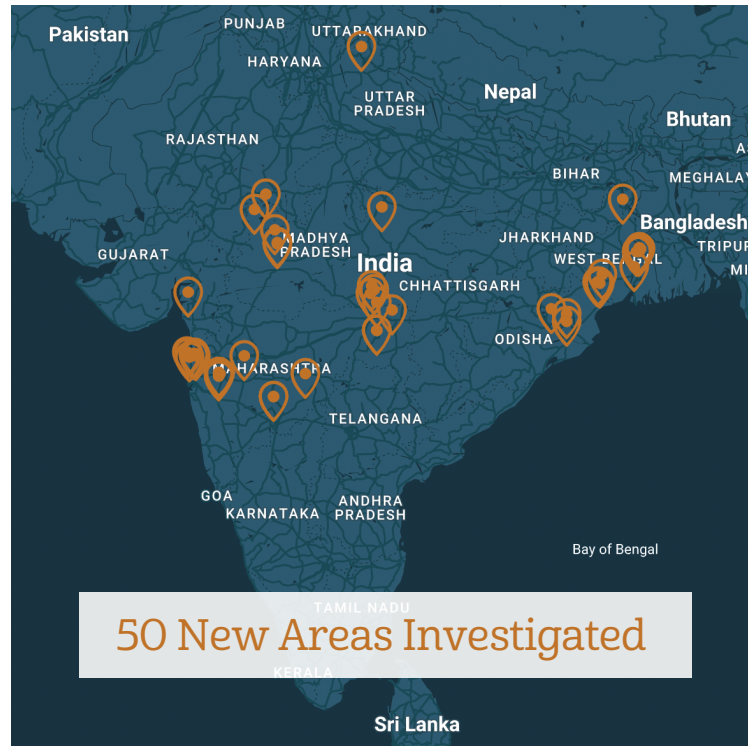 PUNJAB
Pakistan
UTTARAKHAND
HARYANA
Nepal
UTTAR
PRADESH
Bhutan
RAJASTHAN
BIHAR
MEGHALAY
Bangladesh
JHARKHAND
MADHYA
PRADESH
TRIPUR
GUJARAT
WEST BENGAL
India
MI
CHHATTISGARH
ODISHA
MAHARASHTRA
TELANGANA
GOA
ANDHRA
PRADESH
KARNATAKA
Bay of Bengal
TAMIL NADU
50 New Areas Investigated
KERALA
Sri Lanka